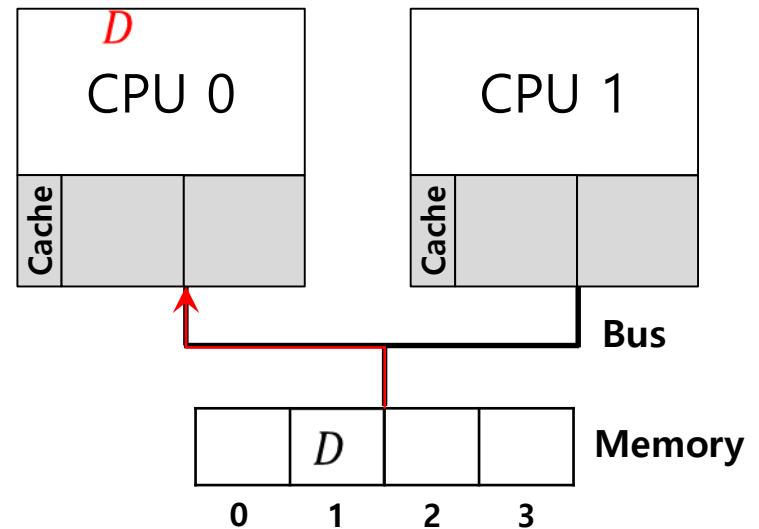 D
CPU 0
CPU 1
Cache
Cache
Bus
D
Memory
0 1 2 3